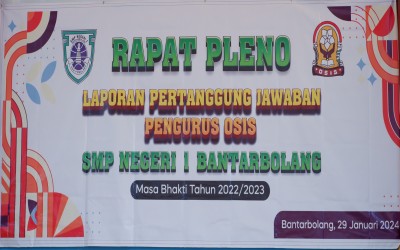 RAPAT PLENO
OSIS
LAPORAN PERTANGGUNG JAWABAN
PENGURUS OSIS
SMP NEGERI 1 BANTARBOLANG
Masa Bhakti Tahun 2022/2023
Bantarbolang, 29 Januari 2024